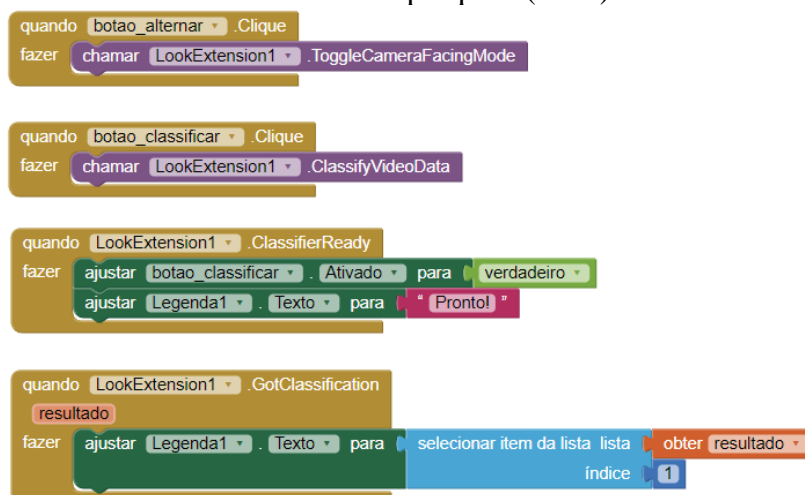 quando botao_alternar .Clique
fazer chamar LookExtension1 .ToggleCameraFacingMode
quando botao_classificar .Clique
fazer chamar LookExtension1 .ClassifyVideoData
quando LookExtension1 .ClassifierReady
fazer ajustar botao_classificar . Ativado para verdadeiro
ajustar Legenda1 . Texto para “ Pronto! ”
quando LookExtension1 .GotClassification
resultado
fazer ajustar Legenda1 . Texto para selecionar item da lista lista obter resultado
índice 1